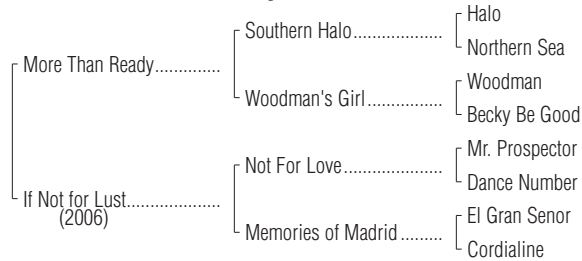 Halo
Southern Halo...................
Northern Sea
More Than Ready..............
Woodman
Woodman's Girl................
Becky Be Good
Mr. Prospector
Not For Love.....................
Dance Number
If Not for Lust....................
(2006)
El Gran Senor
Memories of Madrid.........
Cordialine